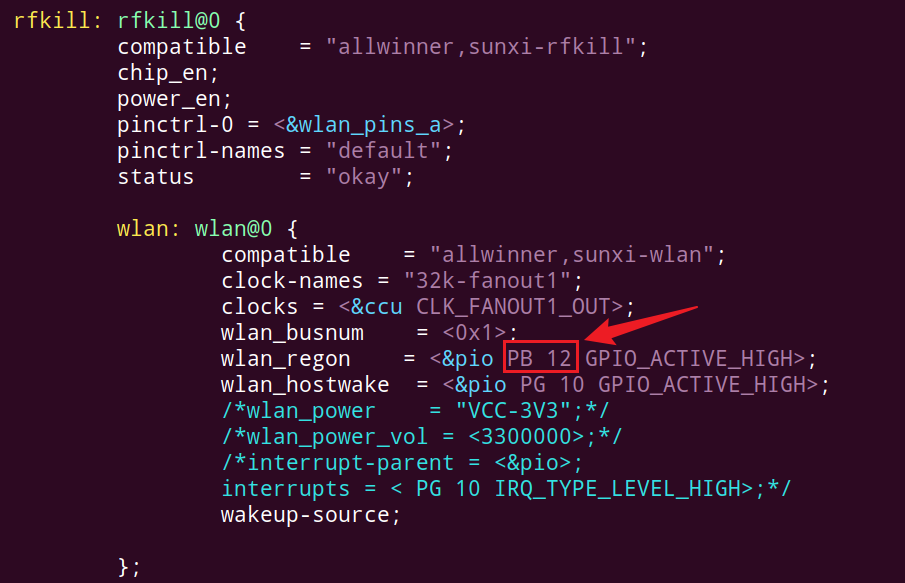 rfkill: rfkill@0 {
compatible    = "allwinner,sunxi-rfkill";
chip_en;
power_en;
pinctrl-0 = <&wlan_pins_a>;
pinctrl-names = "default";
status        = "okay";
wlan: wlan@0 {
compatible    = "allwinner,sunxi-wlan";
clock-names = "32k-fanout1";
clocks = <&ccu CLK_FANOUT1_OUT>;
wlan_busnum    = <0x1>;
wlan_regon    = <&pio PB 12 GPIO_ACTIVE_HIGH>;
wlan_hostwake  = <&pio PG 10 GPIO_ACTIVE_HIGH>;
/*wlan_power    = "VCC-3V3";*/
/*wlan_power_vol = <3300000>;*/
/*interrupt-parent = <&pio>;
interrupts = < PG 10 IRQ_TYPE_LEVEL_HIGH>;*/
wakeup-source;
};